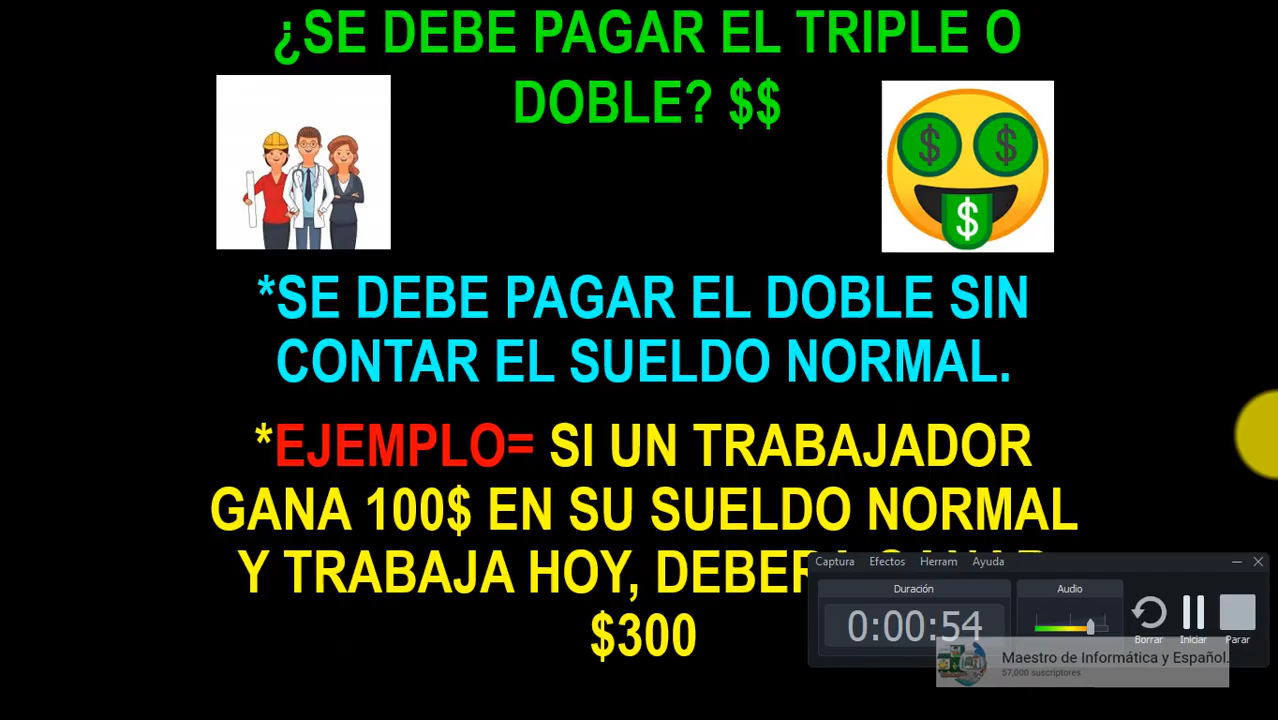 ¿SE DEBE PAGAR EL TRIPLE O
DOBLE? $$
$ $
$
*SE DEBE PAGAR EL DOBLE SIN
CONTAR EL SUELDO NORMAL.
*EJEMPLO= SI UN TRABAJADOR
GANA 100$ EN SU SUELDO NORMAL
Y TRABAJA HOY,
$300
Captura Efectos Herram Ayuda
Duración Audio
0:00:54
Borrar Iniciar Parar
Maestro de Informática y Español.
57,000 suscriptores